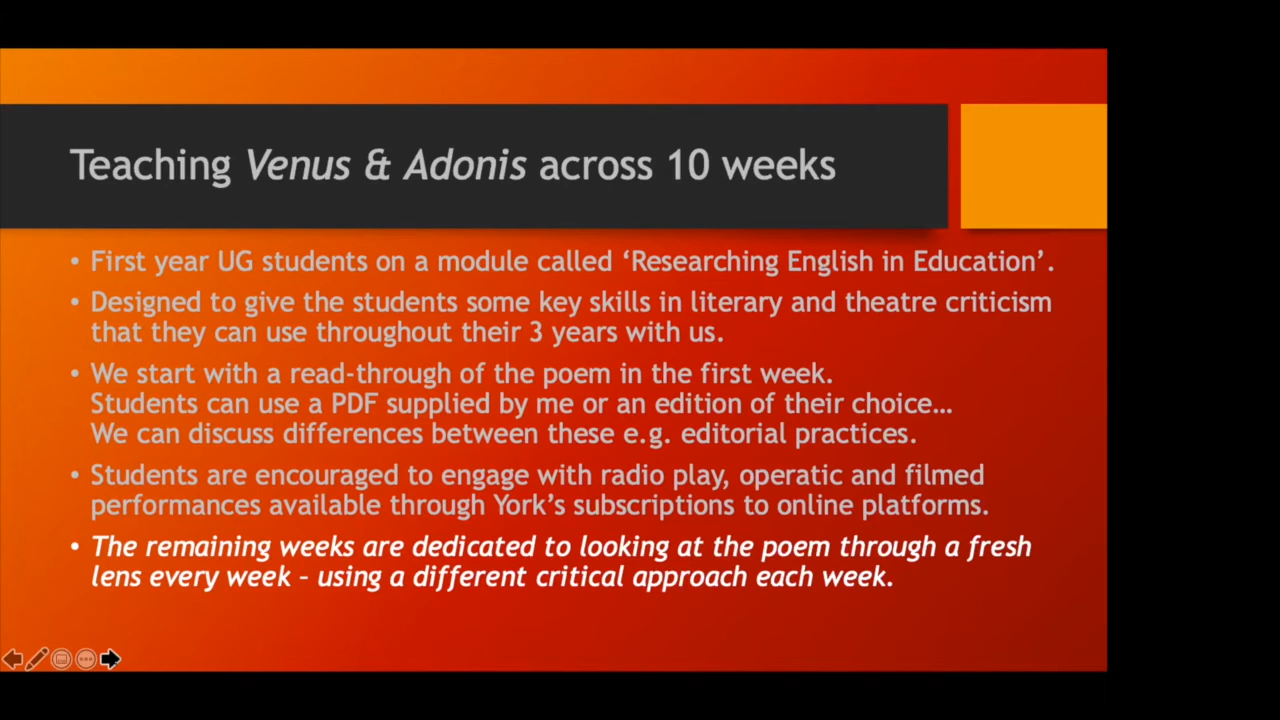 Teaching Venus & Adonis across 10 weeks
• First year UG students on a module called ‘Researching English in Education’.
• Designed to give the students some key skills in literary and theatre criticism
that they can use throughout their 3 years with us.
• We start with a read-through of the poem in the first week.
Students can use a PDF supplied by me or an edition of their choice…
We can discuss differences between these e.g. editorial practices.
• Students are encouraged to engage with radio play, operatic and filmed
performances available through York’s subscriptions to online platforms.
• The remaining weeks are dedicated to looking at the poem through a fresh
lens every week – using a different critical approach each week.